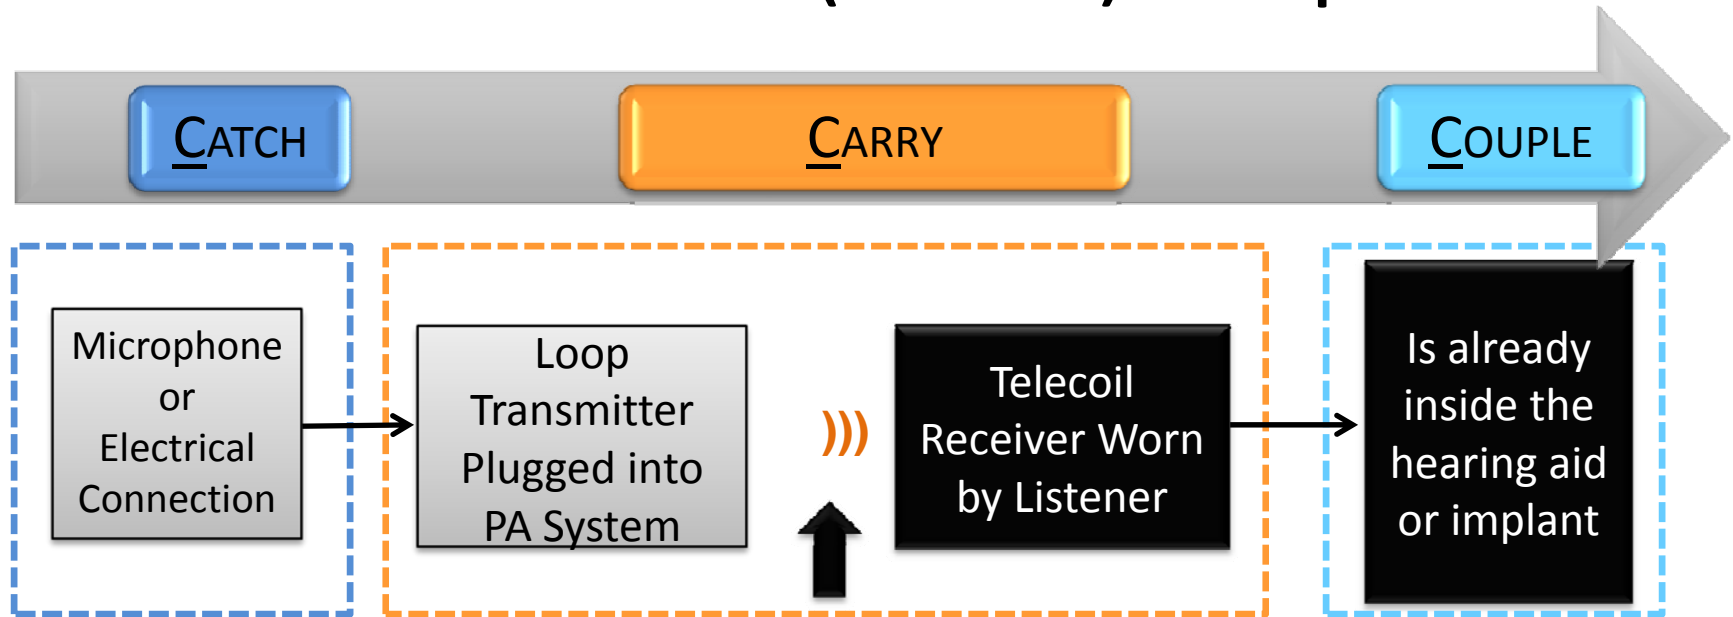 CATCH
CARRY
COUPLE
Microphone
or
Electrical
Connection
Loop
Transmitter
Plugged into
PA System
)))
Telecoil
Receiver Worn
by Listener
Is already
inside the
hearing aid
or implant